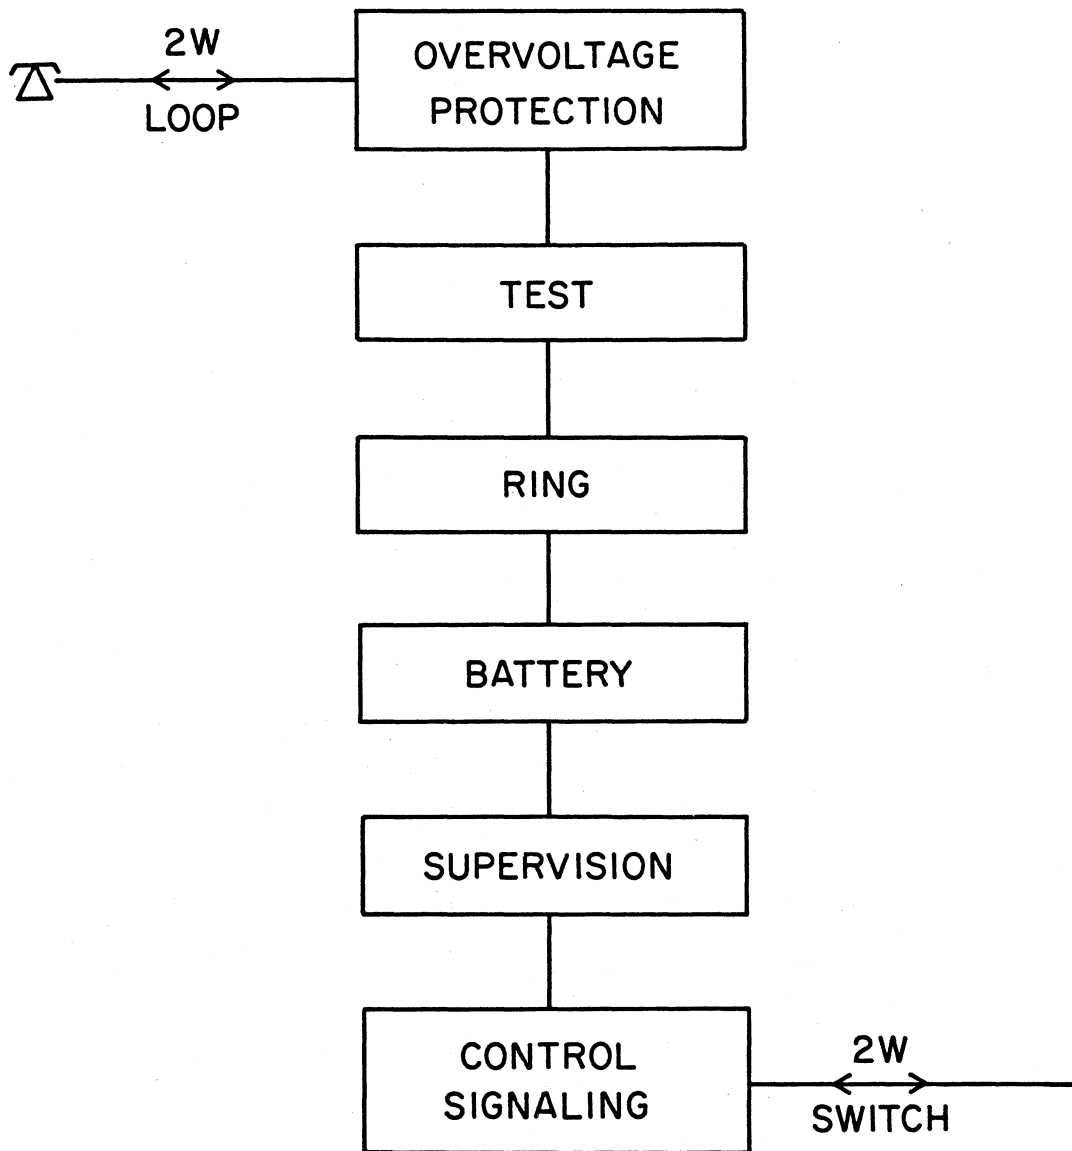 2W
LOOP
OVERVOLTAGE
PROTECTION
TEST
RING
BATTERY
SUPERVISION
CONTROL
SIGNALING
2W
SWITCH